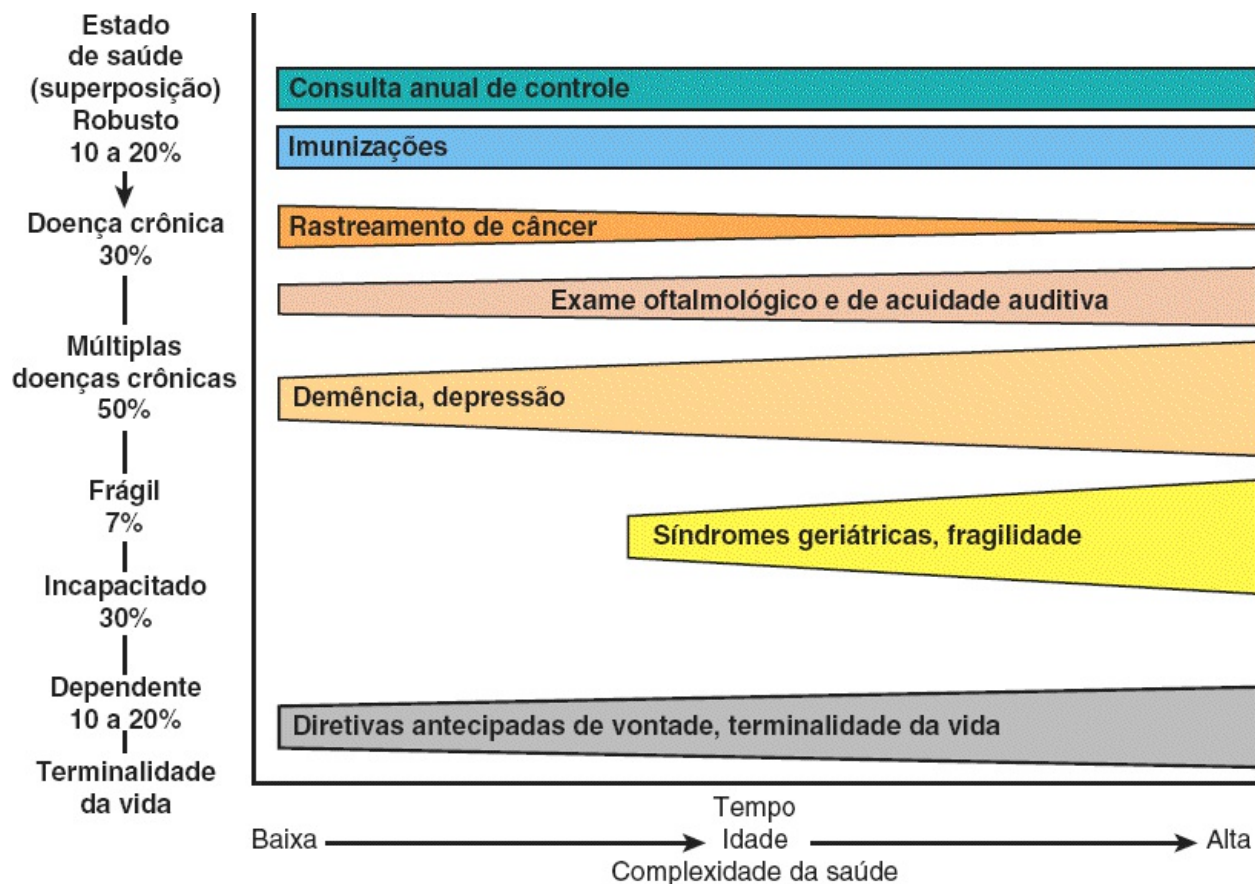 Estado
de saúde
(superposição)
Robusto
10 a 20%
Doença crônica
30%
Múltiplas
doenças crônicas
50%
Frágil
7%
Incapacitado
30%
Dependente
10 a 20%
Terminalidade
da vida
Consulta anual de controle
Imunizações
Rastreamento de câncer
Exame oftalmológico e de acuidade auditiva
Demência, depressão
Síndromes geriátricas, fragilidade
Diretivas antecipadas de vontade, terminalidade da vida
Tempo
Baixa Idade Alta
Complexidade da saúde